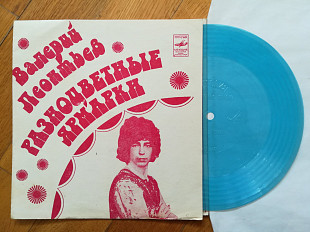 Валерий
Леонтьев
РАЗНОЦВЕТНЫЕ
ЯРМАРКИ